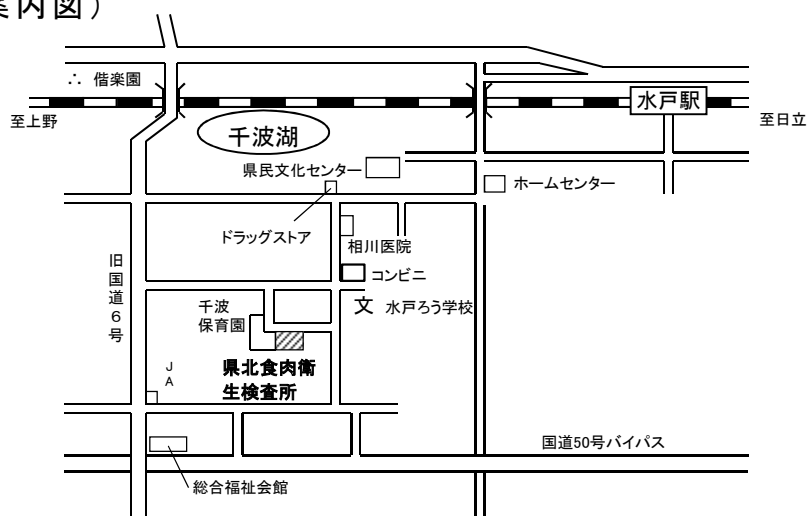 案内図）
∴ 偕楽園
水戸駅
至上野
至日立
千波湖
県民文化センター
ホームセンター
ドラッグストア
相川医院
旧国道６号
コンビニ
千波
保育園
文 水戸ろう学校
県北食肉衛
生検査所
ＪＡ
国道50号バイパス
総合福祉会館